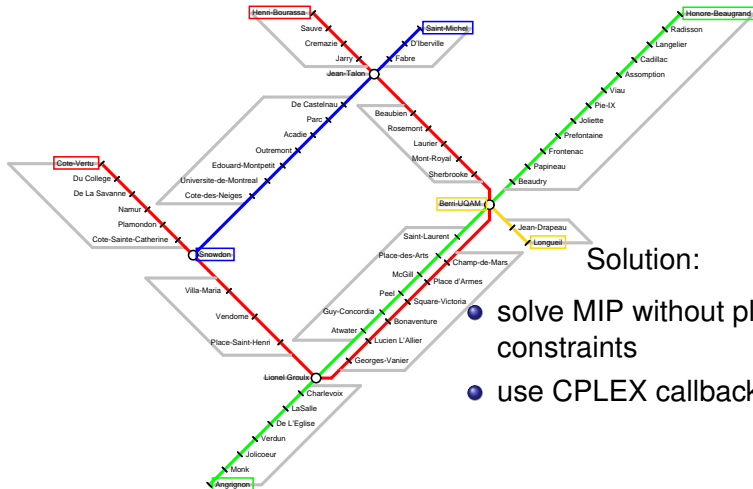 Henri-Bourassa
Sauve
Cremazie
Jarry
Jean-Talon
Saint-Michel
D'Iberville
Fabre
Honore-Beaugrand
Radisson
Langelier
Cadillac
Assomption
Viau
Pie-IX
Joliette
Prefontaine
Frontenac
Papineau
Beaudry
De Castelnau
Parc
Acadie
Outremont
Edouard-Montpetit
Universite-de-Montreal
Cote-des-Neiges
Beaubien
Rosemont
Laurier
Mont-Royal
Sherbrooke
Berri-UQAM
Cote-Vertu
Du College
De La Savanne
Namur
Plamondon
Cote-Sainte-Catherine
Snowdon
Jean-Drapeau
Longueil
Saint-Laurent
Place-des-Arts
McGill
Peel
Guy-Concordia
Atwater
Champ-de-Mars
Place d'Armes
Square-Victoria
Bonaventure
Lucien L'Allier
Georges-Vanier
Villa-Maria
Vendome
Place-Saint-Henri
Lionel Groulx
Charlevoix
LaSalle
De L'Eglise
Verdun
Jolicoeur
Monk
Angrignon
Solution:
solve MIP without pl
constraints
use CPLEX callback